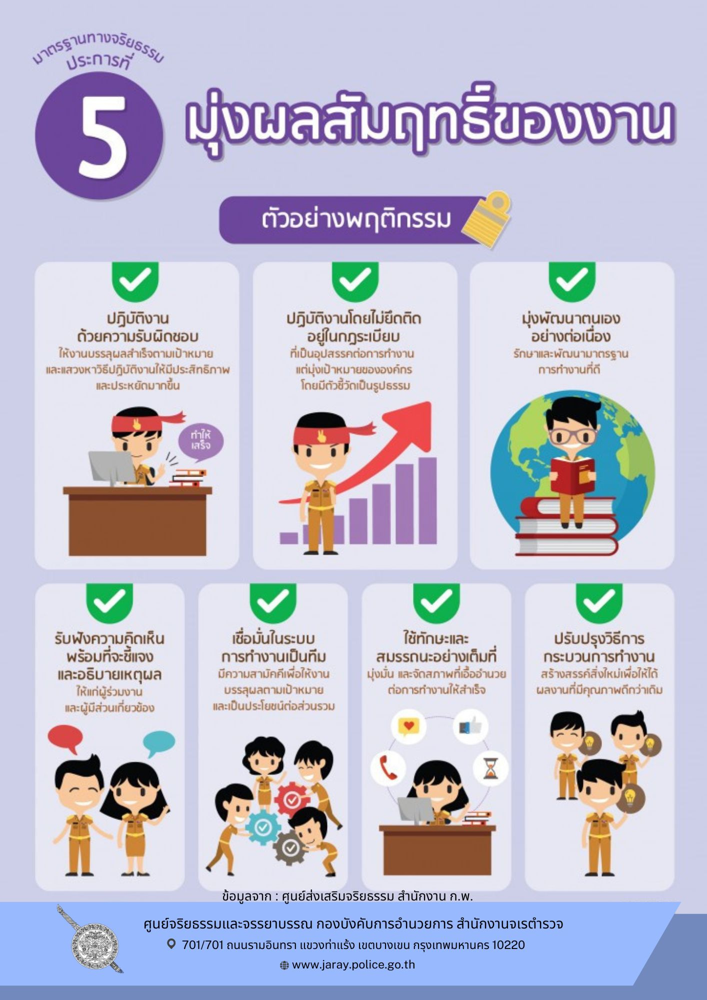 มาตรฐานทางจริยธรรม
ประการที่
5
มุ่งผลสัมฤทธิ์ของงาน
ตัวอย่างพฤติกรรม
ปฏิบัติงาน
ด้วยความรับผิดชอบ
ให้งานบรรลุผลสำเร็จตามเป้าหมาย
และแสวงหาวิธีปฏิบัติงานให้มีประสิทธิภาพ
และประหยัดมากขึ้น
ทำให้
เสร็จ
ปฏิบัติงานโดยไม่ยึดติด
อยู่ในกฎระเบียบ
ที่เป็นอุปสรรคต่อการทำงาน
แต่มุ่งเป้าหมายขององค์กร
โดยมีตัวชี้วัดเป็นรูปธรรม
มุ่งพัฒนาตนเอง
อย่างต่อเนื่อง
รักษาและพัฒนามาตรฐาน
การทำงานที่ดี
รับฟังความคิดเห็น
พร้อมที่จะชี้แจง
และอธิบายเหตุผล
ให้แก่ผู้ร่วมงาน
และผู้มีส่วนเกี่ยวข้อง
เชื่อมั่นในระบบ
การทำงานเป็นทีม
มีความสามัคคีเพื่อให้งาน
บรรลุผลตามเป้าหมาย
และเป็นประโยชน์ต่อส่วนรวม
ใช้ทักษะและ
สมรรถนะอย่างเต็มที่
มุ่งมั่น และจัดสภาพที่เอื้ออำนวย
ต่อการทำงานให้สำเร็จ
ปรับปรุงวิธีการ
กระบวนการทำงาน
สร้างสรรค์สิ่งใหม่เพื่อให้ได้
ผลงานที่มีคุณภาพดีกว่าเดิม
ข้อมูลจาก : ศูนย์ส่งเสริมจริยธรรม สำนักงาน ก.พ.
ศูนย์จริยธรรมและจรรยาบรรณ กองบังคับการอำนวยการ สำนักงานจเรตำรวจ
701/701 ถนนรามอินทรา แขวงท่าแร้ง เขตบางเขน กรุงเทพมหานคร 10220
www.jaray.police.go.th